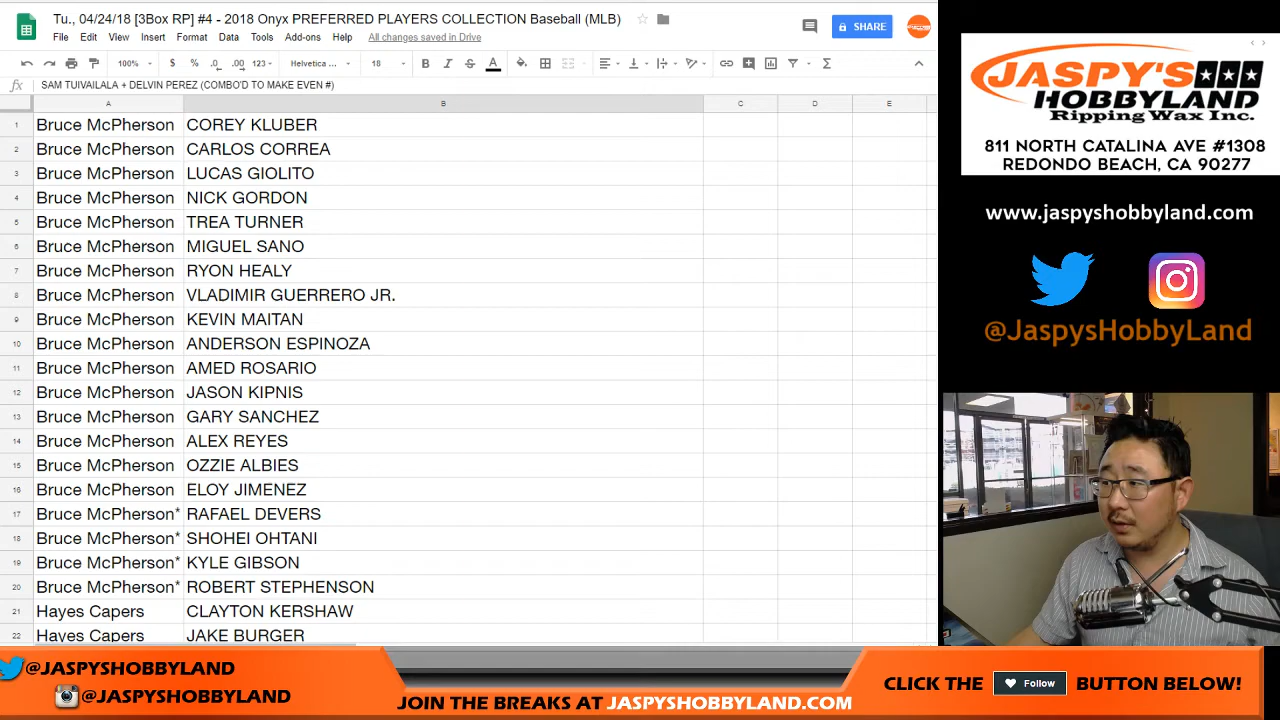 Tu., 04/24/18 [3Box RP] #4 - 2018 Onyx PREFERRED PLAYERS COLLECTION Baseball (MLB)
File Edit View Insert Format Data Tools Add-ons Help All changes saved in Drive
SHARE
100% $ % .0 .00 123 Helvetica ... 18 B I S A
fx SAM TUIVAILALA + DELVIN PEREZ (COMBO'D TO MAKE EVEN #)
A B C D E
1 Bruce McPherson COREY KLUBER
2 Bruce McPherson CARLOS CORREA
3 Bruce McPherson LUCAS GIOLITO
4 Bruce McPherson NICK GORDON
5 Bruce McPherson TREA TURNER
6 Bruce McPherson MIGUEL SANO
7 Bruce McPherson RYON HEALY
8 Bruce McPherson VLADIMIR GUERRERO JR.
9 Bruce McPherson KEVIN MAITAN
10 Bruce McPherson ANDERSON ESPINOZA
11 Bruce McPherson AMED ROSARIO
12 Bruce McPherson JASON KIPNIS
13 Bruce McPherson GARY SANCHEZ
14 Bruce McPherson ALEX REYES
15 Bruce McPherson OZZIE ALBIES
16 Bruce McPherson ELOY JIMENEZ
17 Bruce McPherson* RAFAEL DEVERS
18 Bruce McPherson* SHOHEI OHTANI
19 Bruce McPherson* KYLE GIBSON
20 Bruce McPherson* ROBERT STEPHENSON
21 Hayes Capers CLAYTON KERSHAW
22 Hayes Capers JAKE BURGER
JASPY'S
HOBBYLAND
Ripping Wax Inc.
811 NORTH CATALINA AVE #1308
REDONDO BEACH, CA 90277
www.jaspyshobbyland.com
@JaspysHobbyLand
@JASPYSHOBBYLAND
@JASPYSHOBBYLAND
JOIN THE BREAKS AT JASPYSHOBBYLAND.COM
CLICK THE Follow BUTTON BELOW!